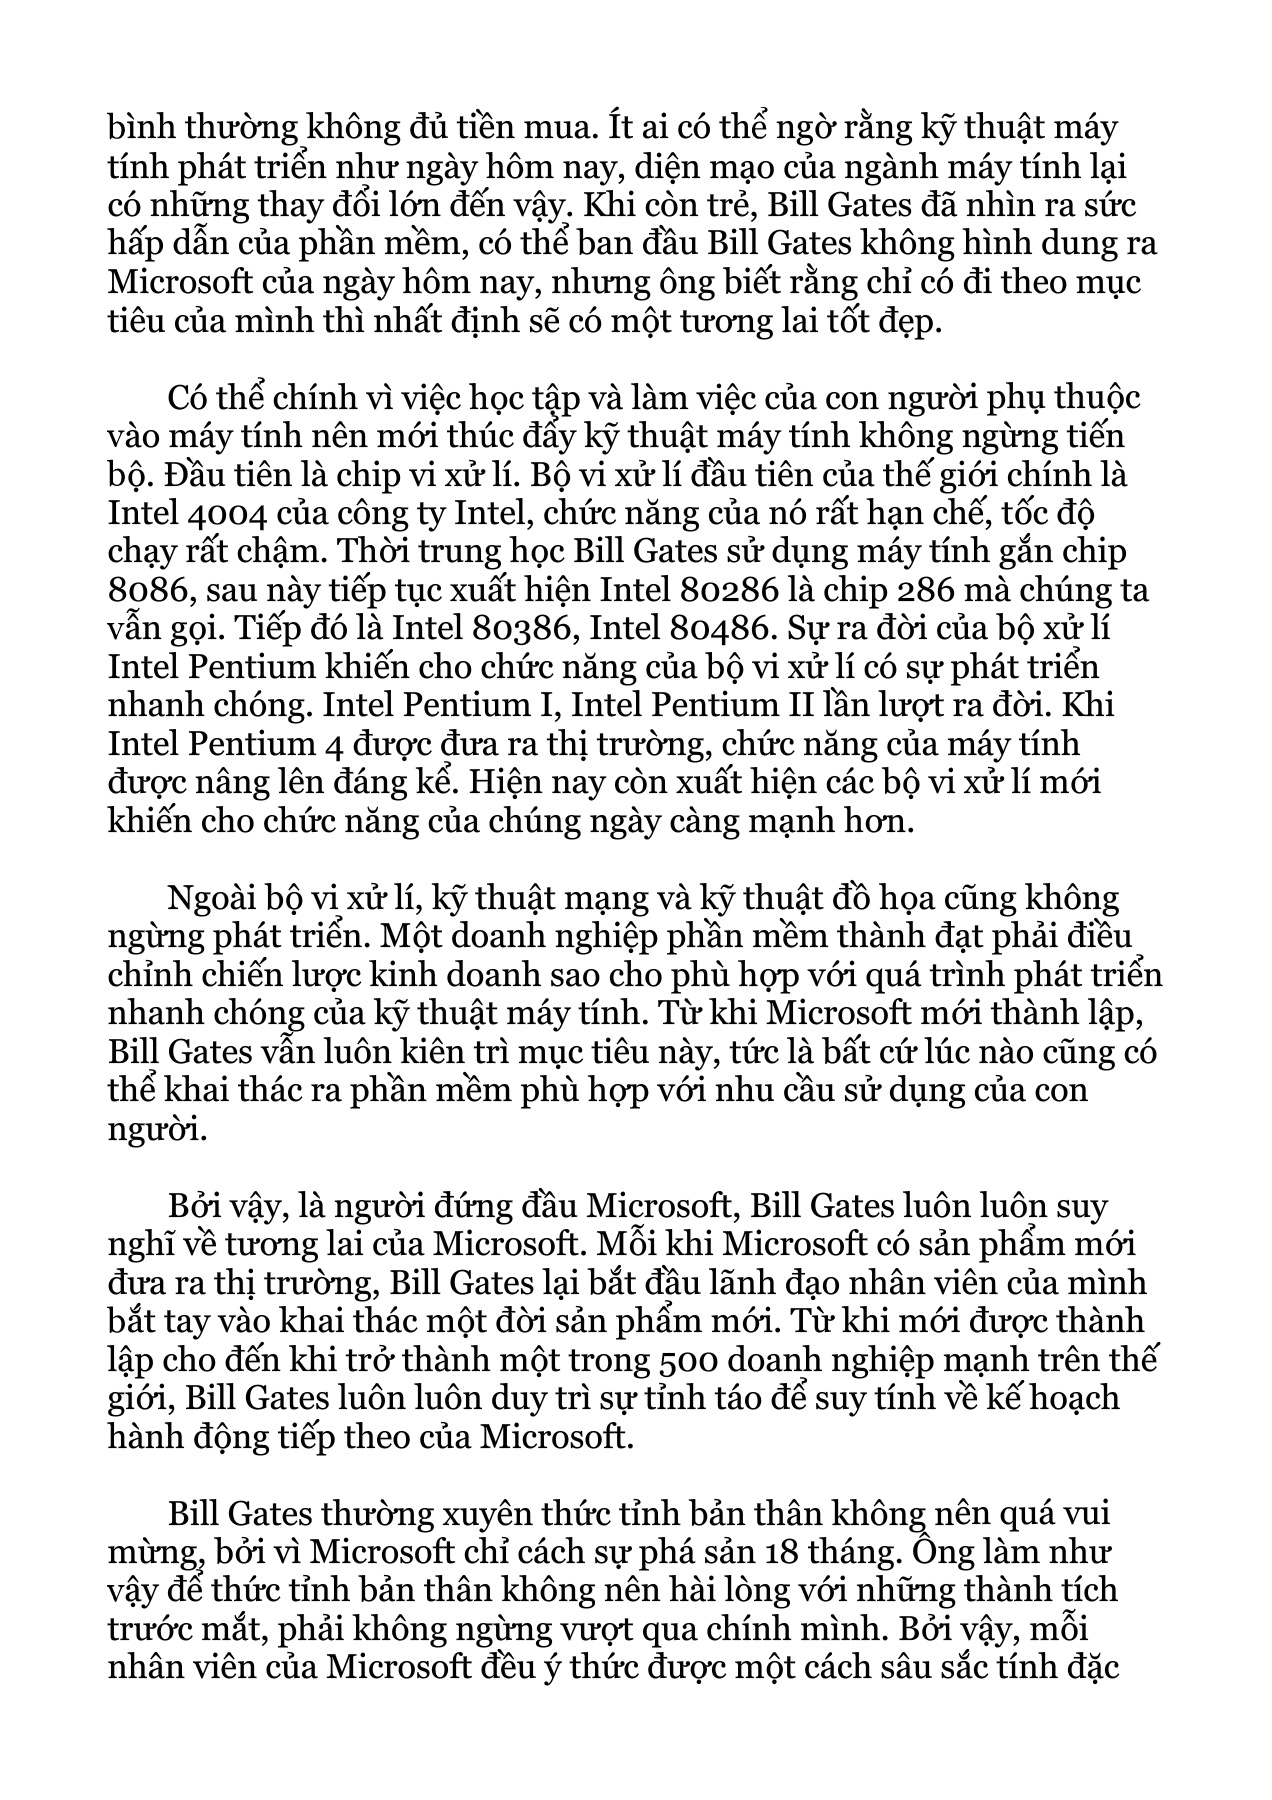 bình thường không đủ tiền mua. Ít ai có thể ngờ rằng kỹ thuật máy
tính phát triển như ngày hôm nay, diện mạo của ngành máy tính lại
có những thay đổi lớn đến vậy. Khi còn trẻ, Bill Gates đã nhìn ra sức
hấp dẫn của phần mềm, có thể ban đầu Bill Gates không hình dung ra
Microsoft của ngày hôm nay, nhưng ông biết rằng chỉ có đi theo mục
tiêu của mình thì nhất định sẽ có một tương lai tốt đẹp.
Có thể chính vì việc học tập và làm việc của con người phụ thuộc
vào máy tính nên mới thúc đẩy kỹ thuật máy tính không ngừng tiến
bộ. Đầu tiên là chip vi xử lí. Bộ vi xử lí đầu tiên của thế giới chính là
Intel 4004 của công ty Intel, chức năng của nó rất hạn chế, tốc độ
chạy rất chậm. Thời trung học Bill Gates sử dụng máy tính gắn chip
8086, sau này tiếp tục xuất hiện Intel 80286 là chip 286 mà chúng ta
vẫn gọi. Tiếp đó là Intel 80386, Intel 80486. Sự ra đời của bộ xử lí
Intel Pentium khiến cho chức năng của bộ vi xử lí có sự phát triển
nhanh chóng. Intel Pentium I, Intel Pentium II lần lượt ra đời. Khi
Intel Pentium 4 được đưa ra thị trường, chức năng của máy tính
được nâng lên đáng kể. Hiện nay còn xuất hiện các bộ vi xử lí mới
khiến cho chức năng của chúng ngày càng mạnh hơn.
Ngoài bộ vi xử lí, kỹ thuật mạng và kỹ thuật đồ họa cũng không
ngừng phát triển. Một doanh nghiệp phần mềm thành đạt phải điều
chỉnh chiến lược kinh doanh sao cho phù hợp với quá trình phát triển
nhanh chóng của kỹ thuật máy tính. Từ khi Microsoft mới thành lập,
Bill Gates vẫn luôn kiên trì mục tiêu này, tức là bất cứ lúc nào cũng có
thể khai thác ra phần mềm phù hợp với nhu cầu sử dụng của con
người.
Bởi vậy, là người đứng đầu Microsoft, Bill Gates luôn luôn suy
nghĩ về tương lai của Microsoft. Mỗi khi Microsoft có sản phẩm mới
đưa ra thị trường, Bill Gates lại bắt đầu lãnh đạo nhân viên của mình
bắt tay vào khai thác một đời sản phẩm mới. Từ khi mới được thành
lập cho đến khi trở thành một trong 500 doanh nghiệp mạnh trên thế
giới, Bill Gates luôn luôn duy trì sự tỉnh táo để suy tính về kế hoạch
hành động tiếp theo của Microsoft.
Bill Gates thường xuyên thức tỉnh bản thân không nên quá vui
mừng, bởi vì Microsoft chỉ cách sự phá sản 18 tháng. Ông làm như
vậy để thức tỉnh bản thân không nên hài lòng với những thành tích
trước mắt, phải không ngừng vượt qua chính mình. Bởi vậy, mỗi
nhân viên của Microsoft đều ý thức được một cách sâu sắc tính đặc